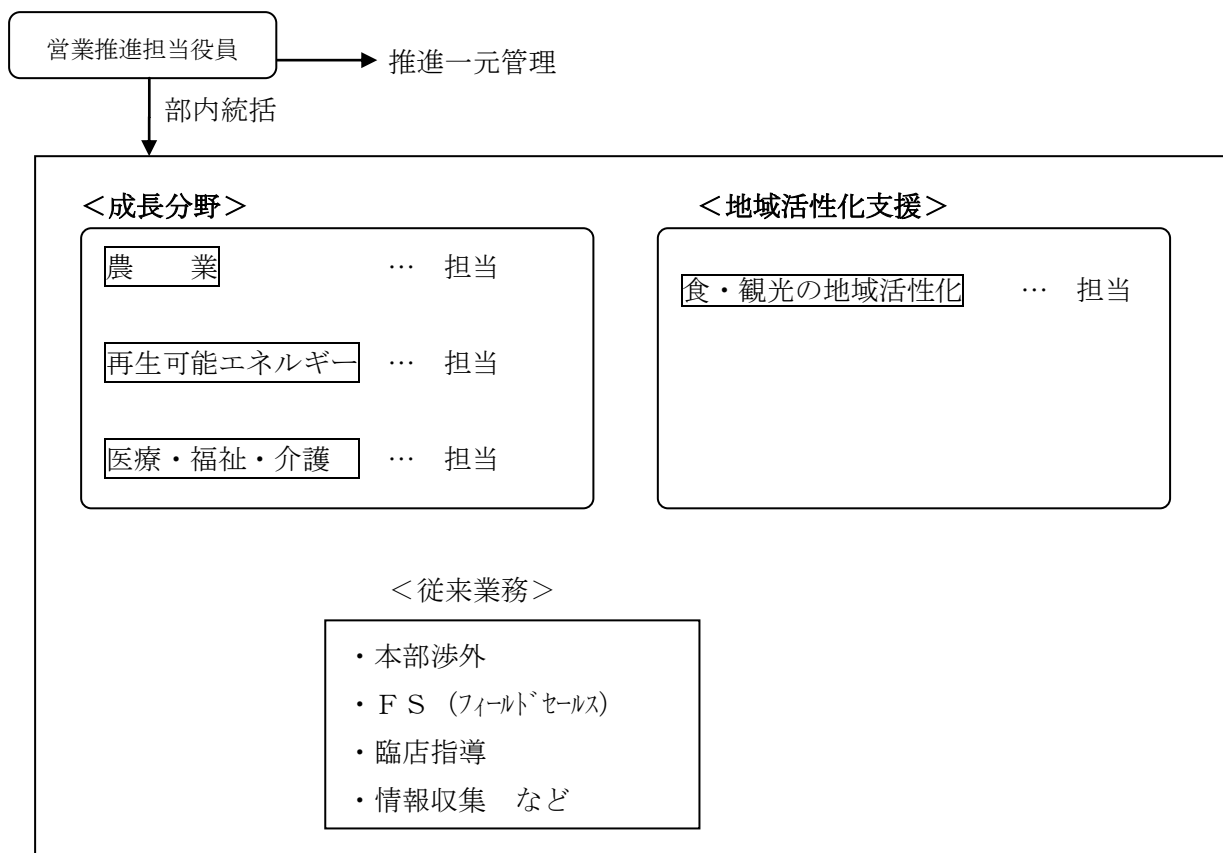 営業推進担当役員
推進一元管理
部内統括
＜成長分野＞
農　　業　　　　　…　担当
再生可能エネルギー　…　担当
医療・福祉・介護　　…　担当
＜地域活性化支援＞
食・観光の地域活性化　　…　担当
＜従来業務＞
・本部渉外
・ＦＳ（ﾌｨｰﾙﾄﾞｾｰﾙｽ）
・臨店指導
・情報収集　など